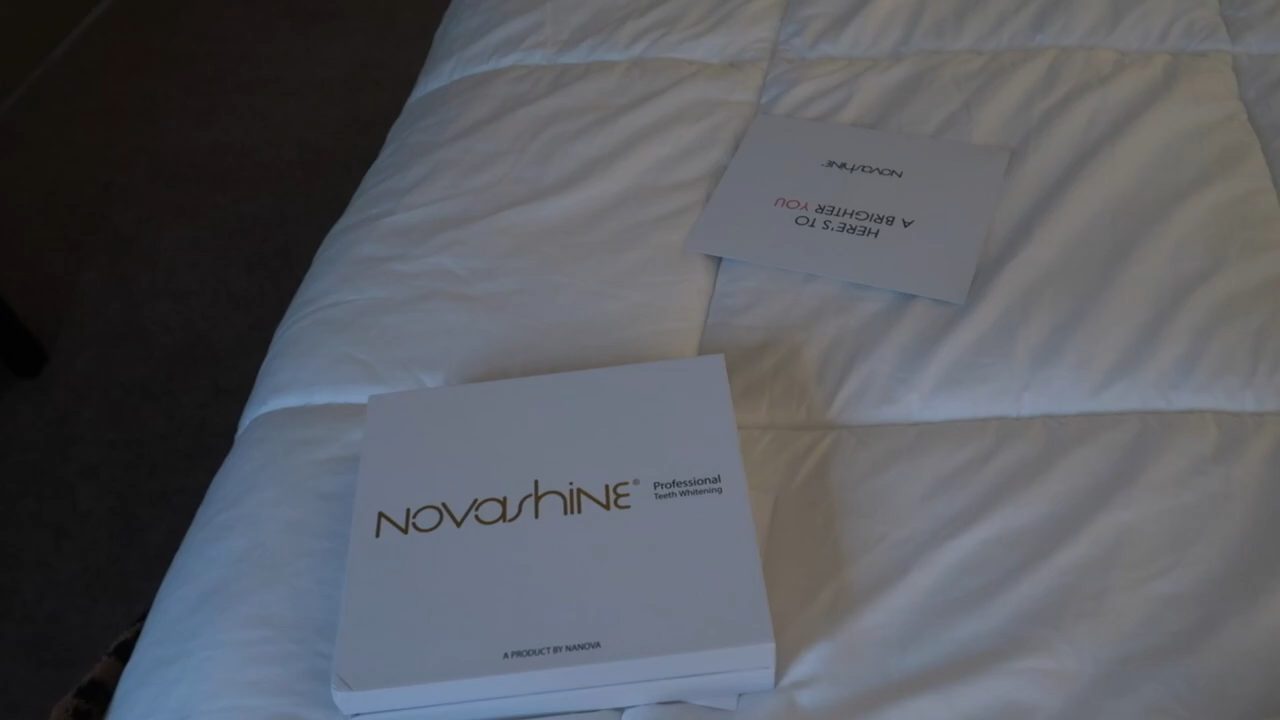 NOVAshiNE
HERE'S TO
A BRIGHTER YOU
NOVAshiNE®
Professional
Teeth Whitening
A PRODUCT BY NANOVA